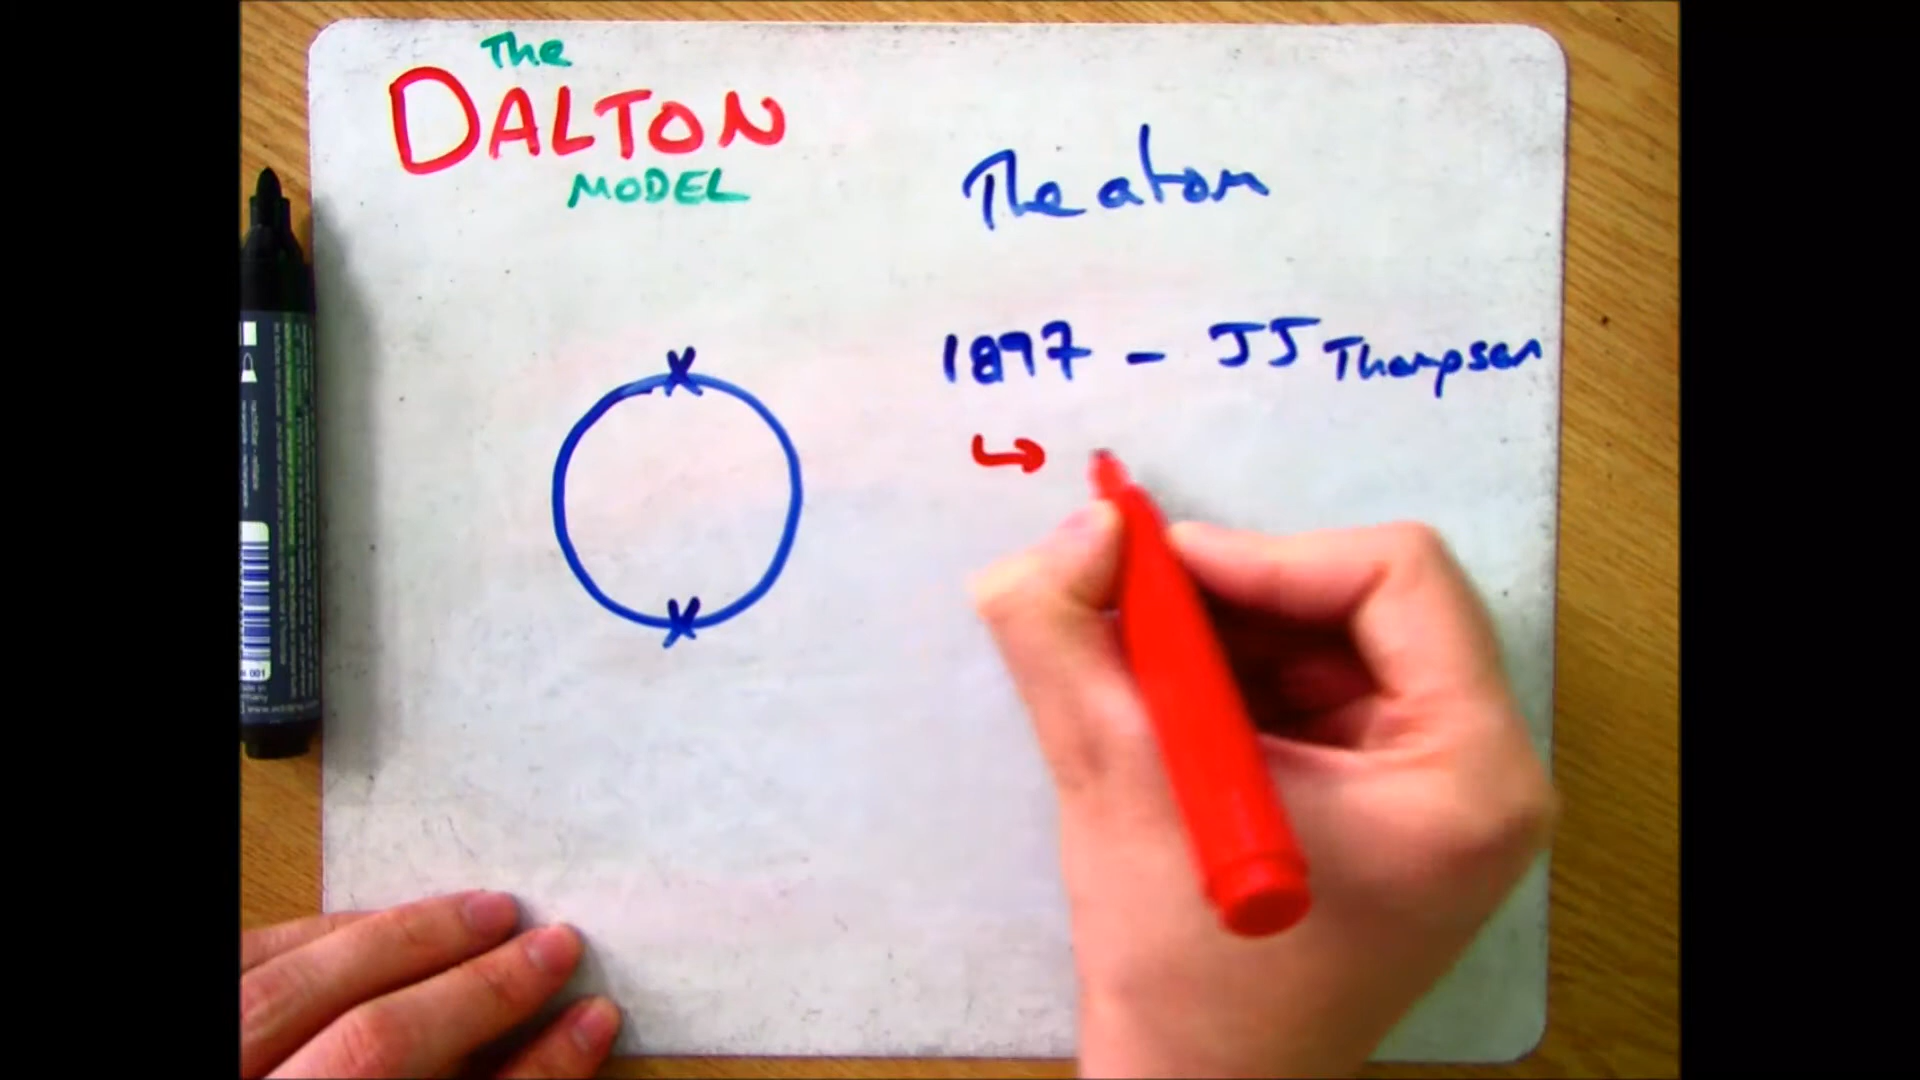 The
DALTON
MODEL
The atom
1897 - JJ Thompson